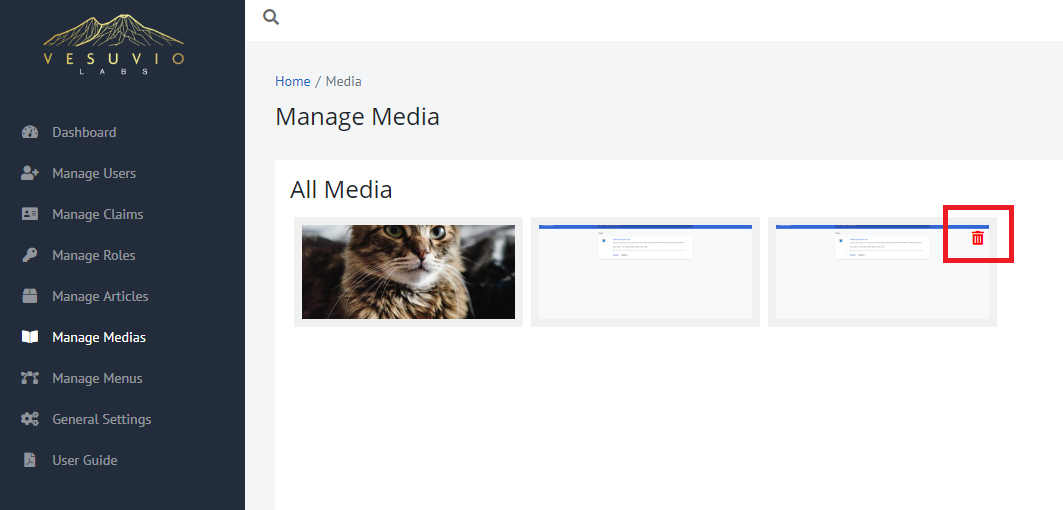 VESUVIO
LABS
Dashboard
Manage Users
Manage Claims
Manage Roles
Manage Articles
Manage Medias
Manage Menus
General Settings
User Guide
Home / Media
Manage Media
All Media